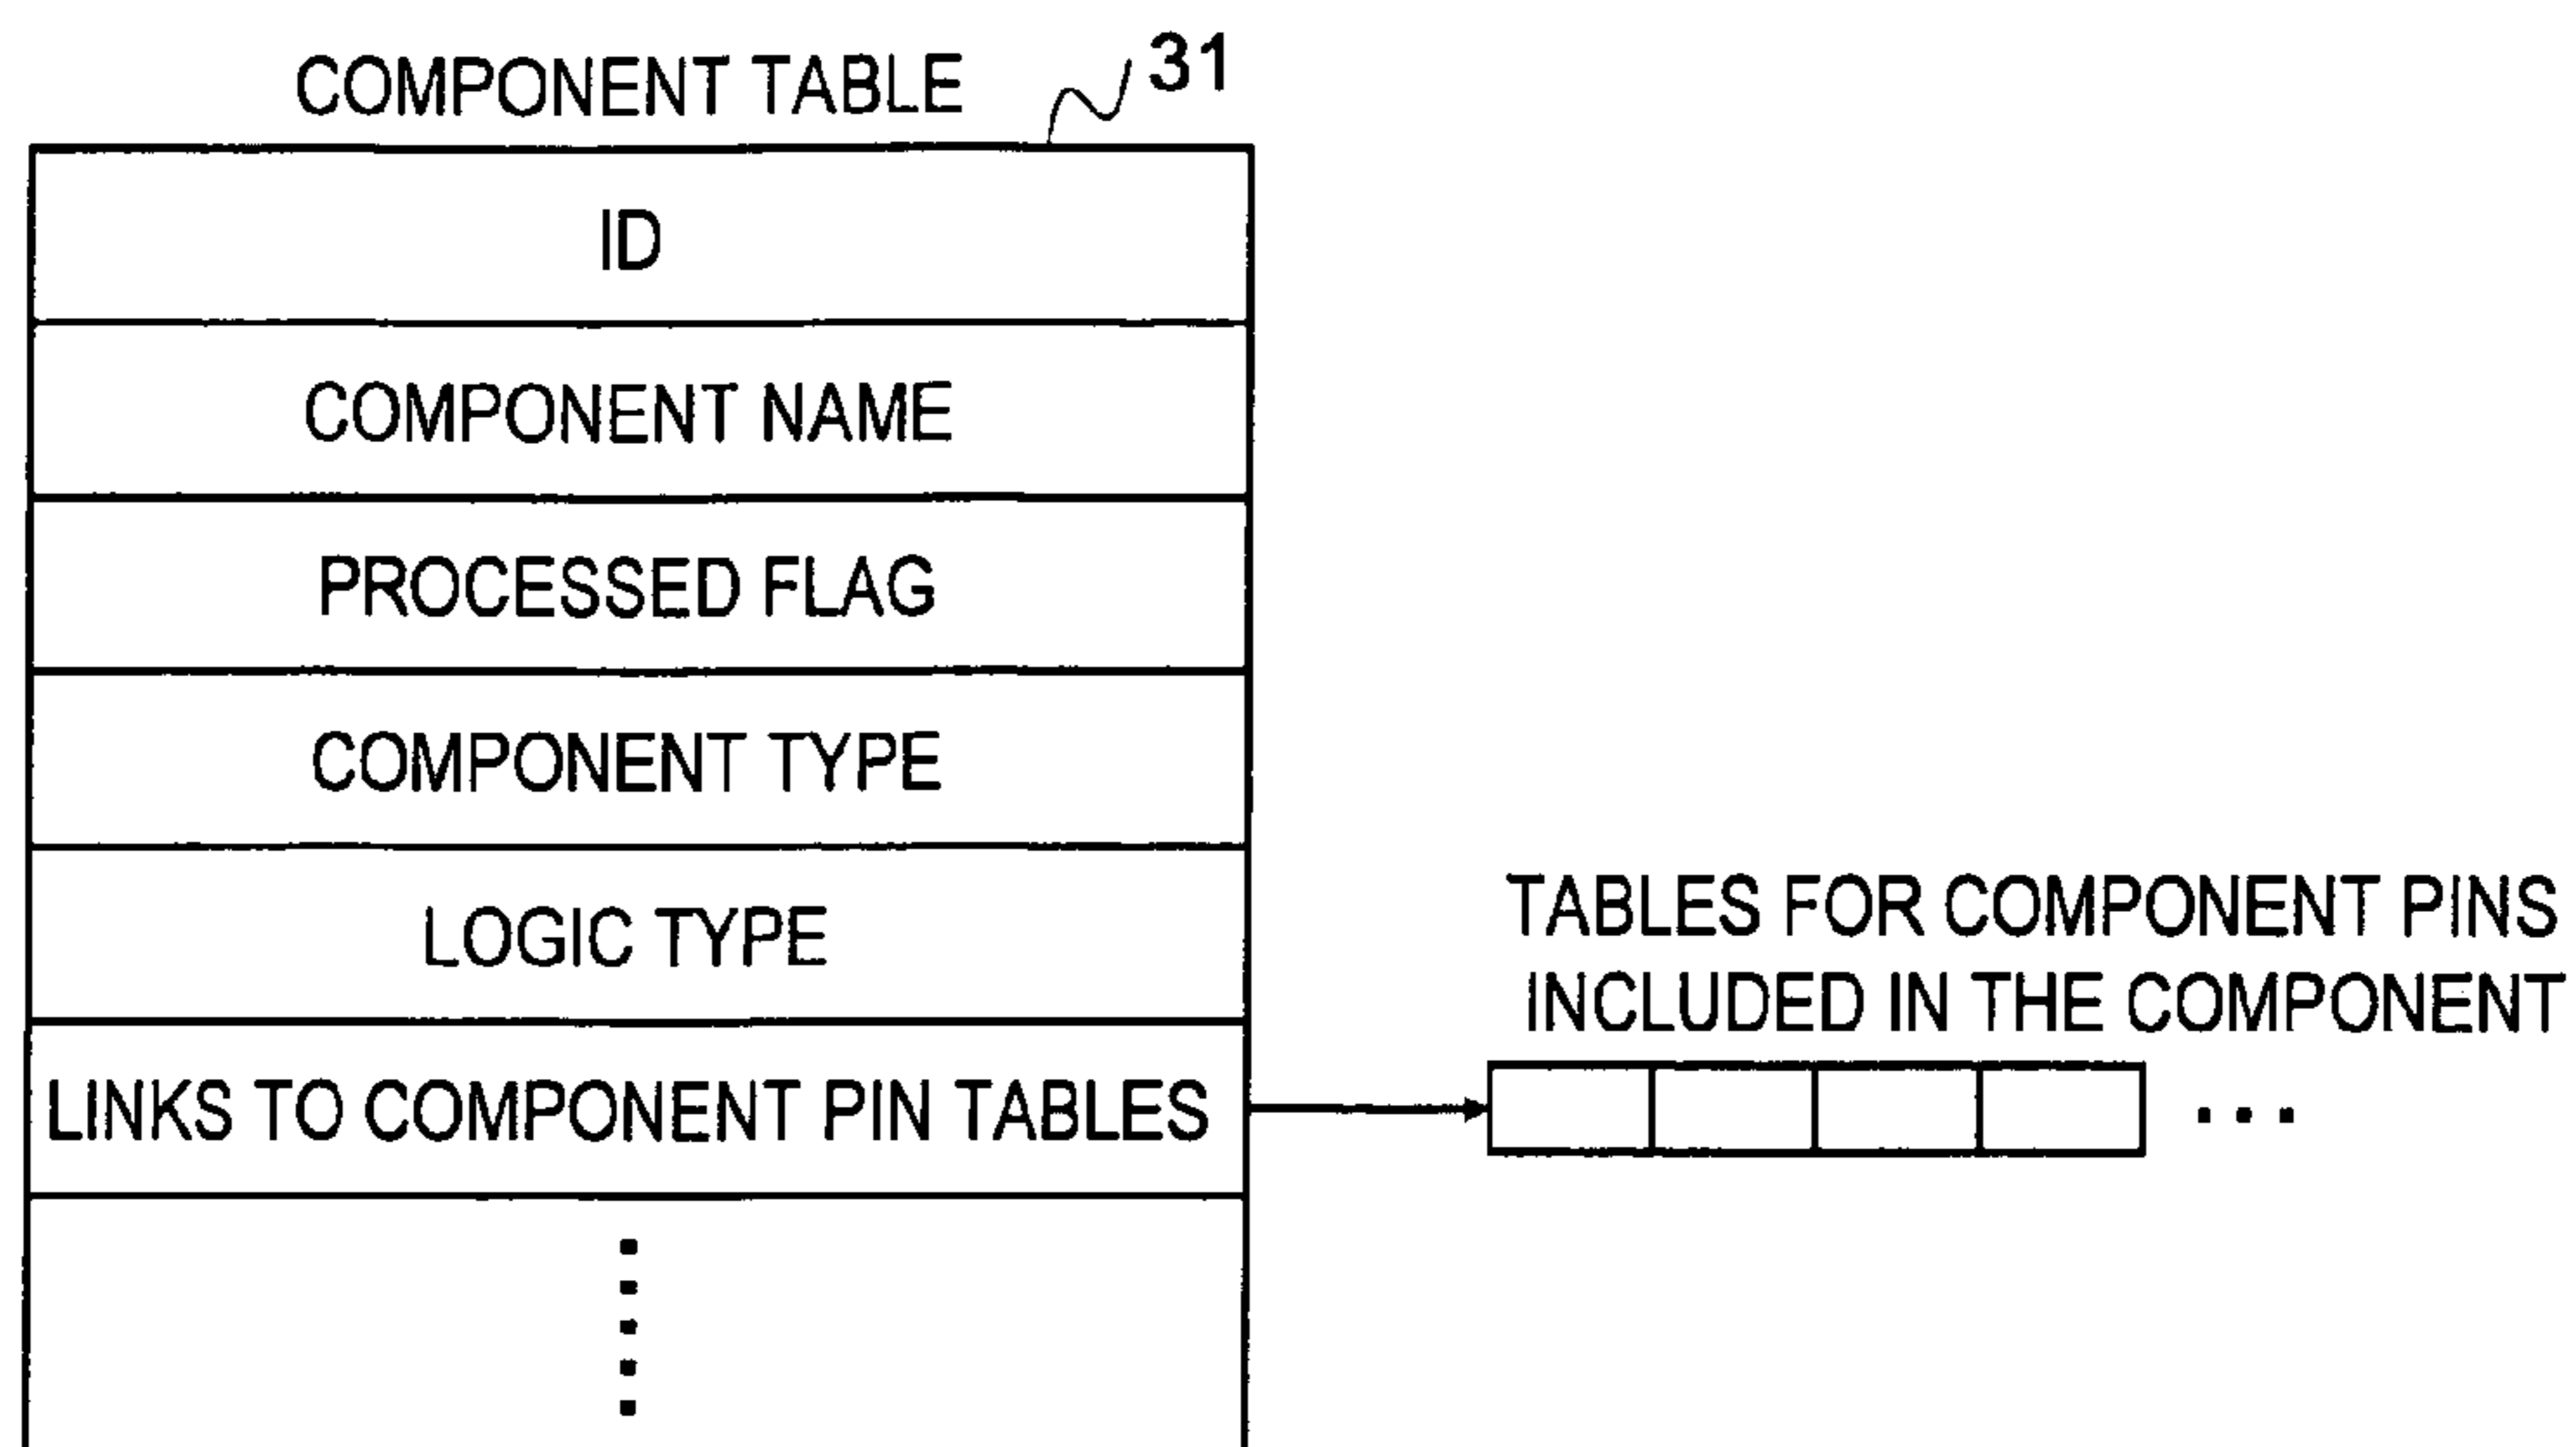 COMPONENT TABLE
31
ID
COMPONENT NAME
PROCESSED FLAG
COMPONENT TYPE
LOGIC TYPE
LINKS TO COMPONENT PIN TABLES
TABLES FOR COMPONENT PINS
INCLUDED IN THE COMPONENT